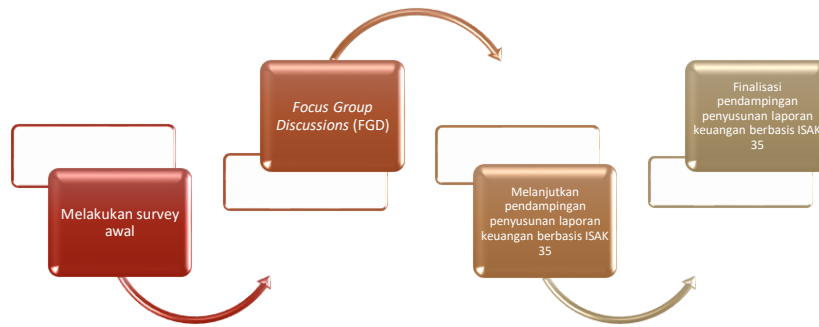 Melakukan survey
awal
Focus Group
Discussions (FGD)
Melanjutkan
pendampingan
penyusunan laporan
keuangan berbasis ISAK
35
Finalisasi
pendampingan
penyusunan laporan
keuangan berbasis ISAK
35